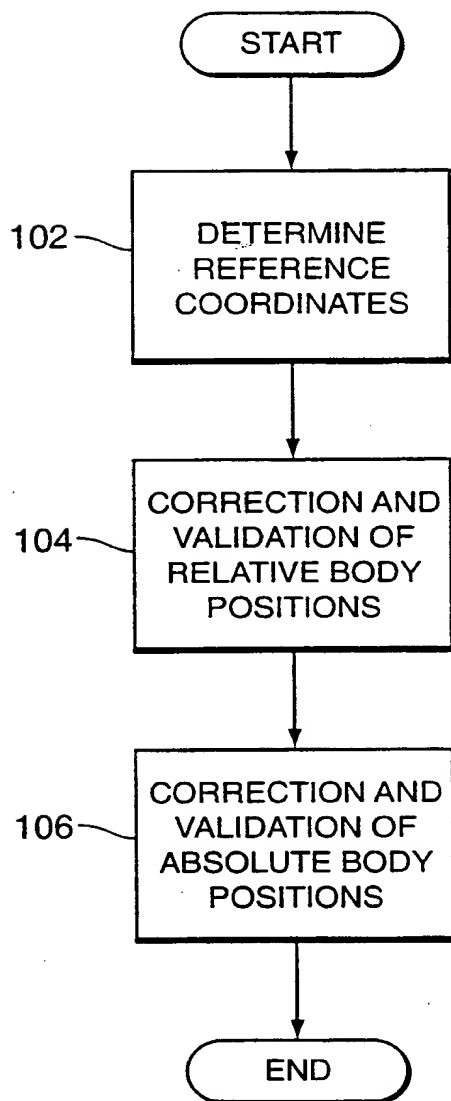 START
102
DETERMINE
REFERENCE
COORDINATES
104
CORRECTION AND
VALIDATION OF
RELATIVE BODY
POSITIONS
106
CORRECTION AND
VALIDATION OF
ABSOLUTE BODY
POSITIONS
END